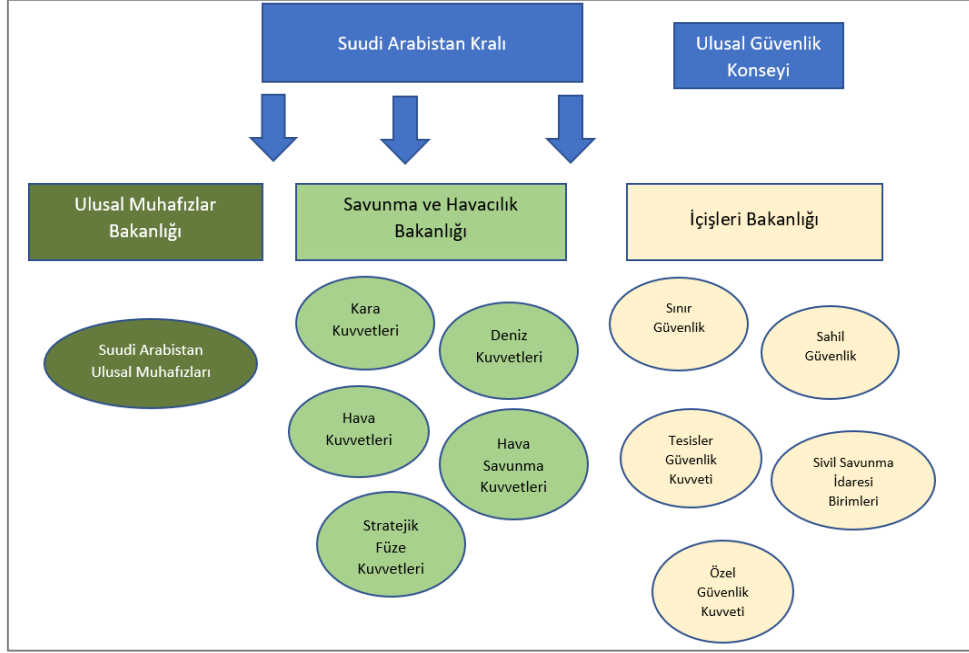 Suudi Arabistan Kralı
Ulusal Güvenlik
Konseyi
Ulusal Muhafızlar
Bakanlığı
Savunma ve Havacılık
Bakanlığı
İçişleri Bakanlığı
Suudi Arabistan
Ulusal Muhafızları
Kara
Kuvvetleri
Deniz
Kuvvetleri
Hava
Kuvvetleri
Hava
Savunma
Kuvvetleri
Stratejik
Füze
Kuvvetleri
Sınır
Güvenlik
Sahil
Güvenlik
Tesisler
Güvenlik
Kuvveti
Sivil Savunma
İdaresi
Birimleri
Özel
Güvenlik
Kuvveti